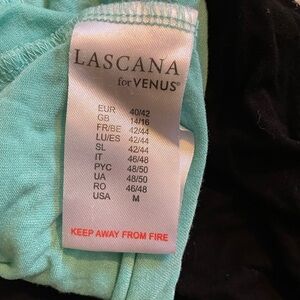 LASCANA
for VENUS®
EUR 40/42
GB 14/16
FR/BE 42/44
LU/ES 42/44
SL 42/44
IT 46/48
РУС 48/50
UA 48/50
RO 46/48
USA M
KEEP AWAY FROM FIRE